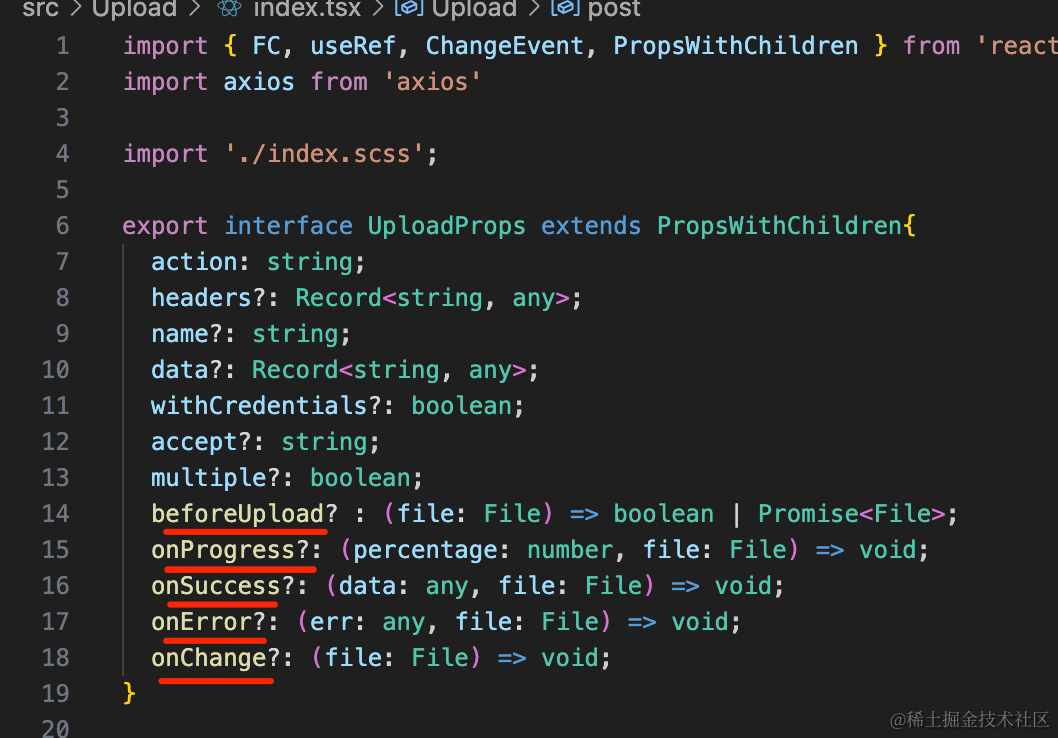 src > Upload > index.tsx > Upload > post
1 import { FC, useRef, ChangeEvent, PropsWithChildren } from 'react
2 import axios from 'axios'
3
4 import './index.scss';
5
6 export interface UploadProps extends PropsWithChildren{
7 action: string;
8 headers?: Record<string, any>;
9 name?: string;
10 data?: Record<string, any>;
11 withCredentials?: boolean;
12 accept?: string;
13 multiple?: boolean;
14 beforeUpload? : (file: File) => boolean | Promise<File>;
15 onProgress?: (percentage: number, file: File) => void;
16 onSuccess?: (data: any, file: File) => void;
17 onError?: (err: any, file: File) => void;
18 onChange?: (file: File) => void;
19 }
20
@稀土掘金技术社区